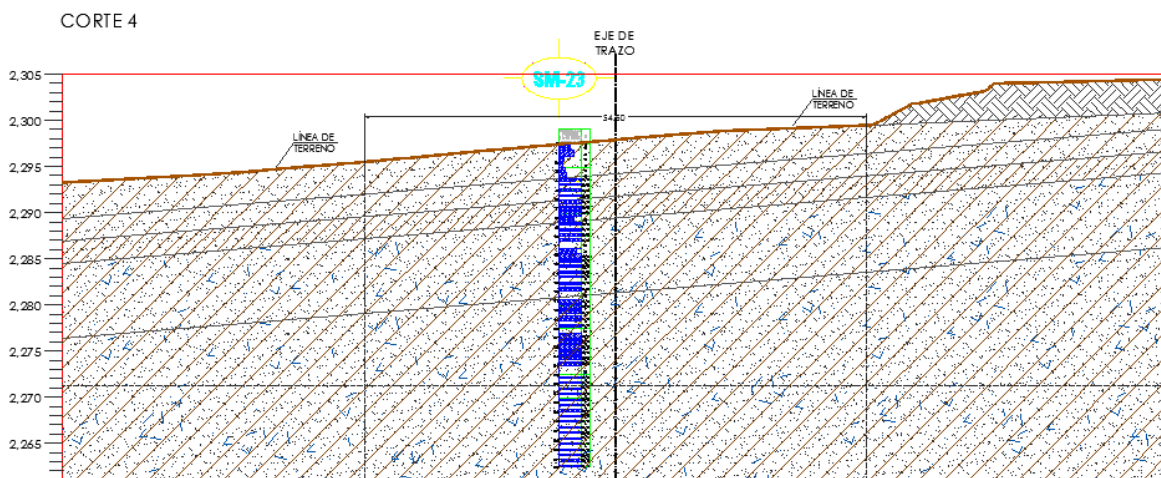 CORTE 4
EJE DE
TRAZO
SM-23
2,305
LÍNEA DE
TERRENO
2,300
54.50
LÍNEA DE
TERRENO
2,295
2,290
2,285
2,280
2,275
2,270
2,265